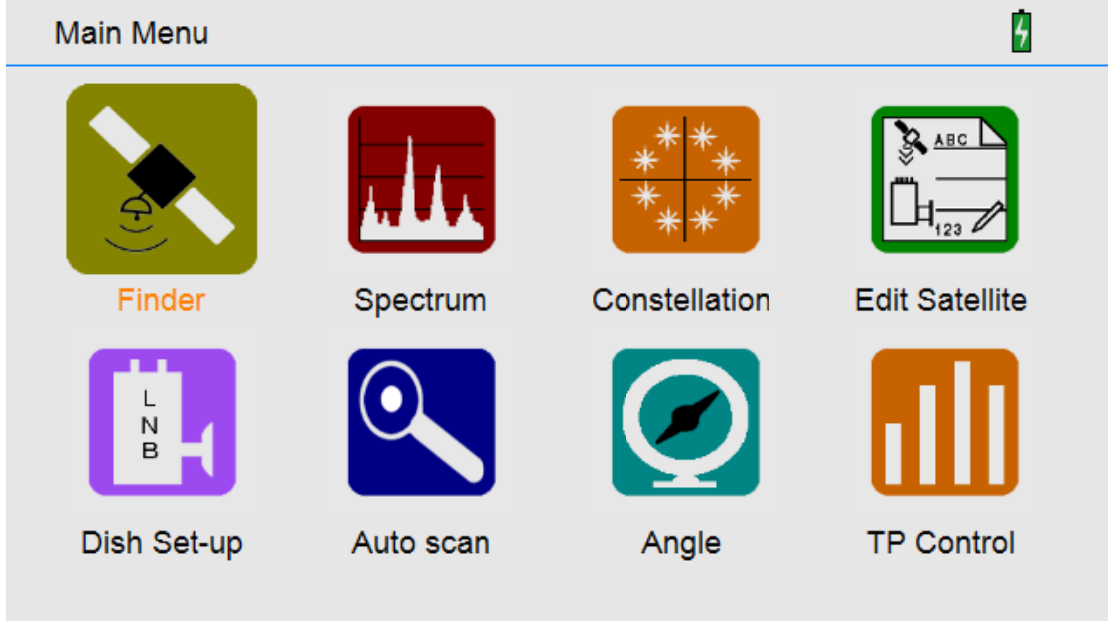 Main Menu
ABC
123
Finder
Spectrum
Constellation
Edit Satellite
L
N
B
Dish Set-up
Auto scan
Angle
TP Control